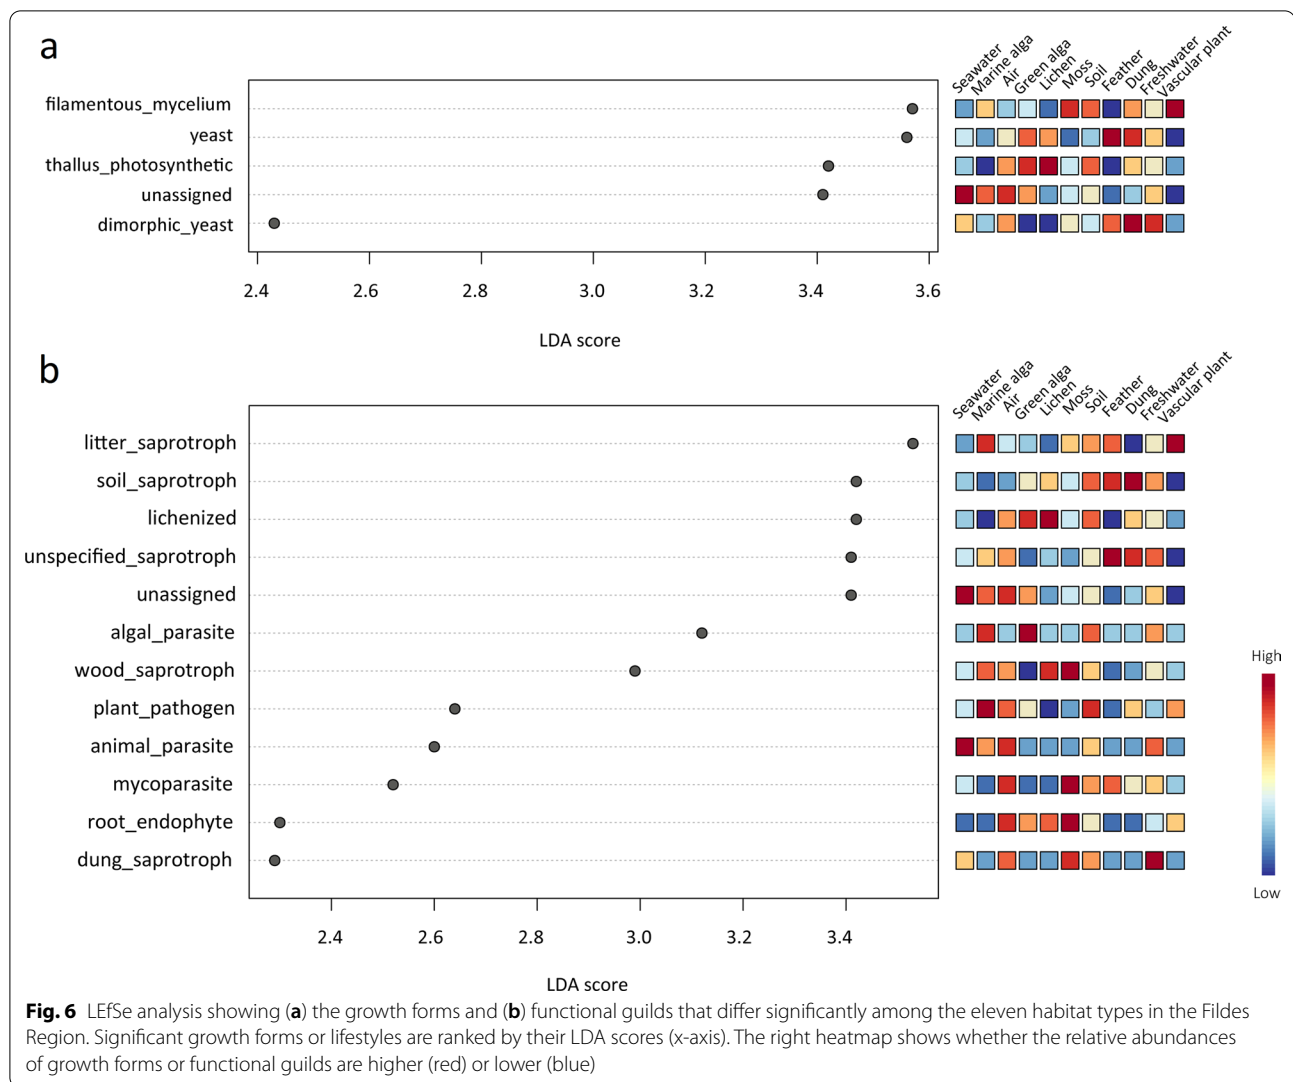 a
Seawater
Marine alga
Air
Green alga
Lichen
Moss
Soil
Feather
Dung
Freshwater
Vascular plant
filamentous_mycelium
yeast
thallus_photosynthetic
unassigned
dimorphic_yeast
2.4 2.6 2.8 3.0 3.2 3.4 3.6
LDA score
b
Seawater
Marine alga
Air
Green alga
Lichen
Moss
Soil
Feather
Dung
Freshwater
Vascular plant
litter_saprotroph
soil_saprotroph
lichenized
unspecified_saprotroph
unassigned
algal_parasite
wood_saprotroph
plant_pathogen
animal_parasite
mycoparasite
root_endophyte
dung_saprotroph
High
Low
2.4 2.6 2.8 3.0 3.2 3.4
LDA score
Fig. 6 LEfSe analysis showing (a) the growth forms and (b) functional guilds that differ significantly among the eleven habitat types in the Fildes
Region. Significant growth forms or lifestyles are ranked by their LDA scores (x-axis). The right heatmap shows whether the relative abundances
of growth forms or functional guilds are higher (red) or lower (blue)